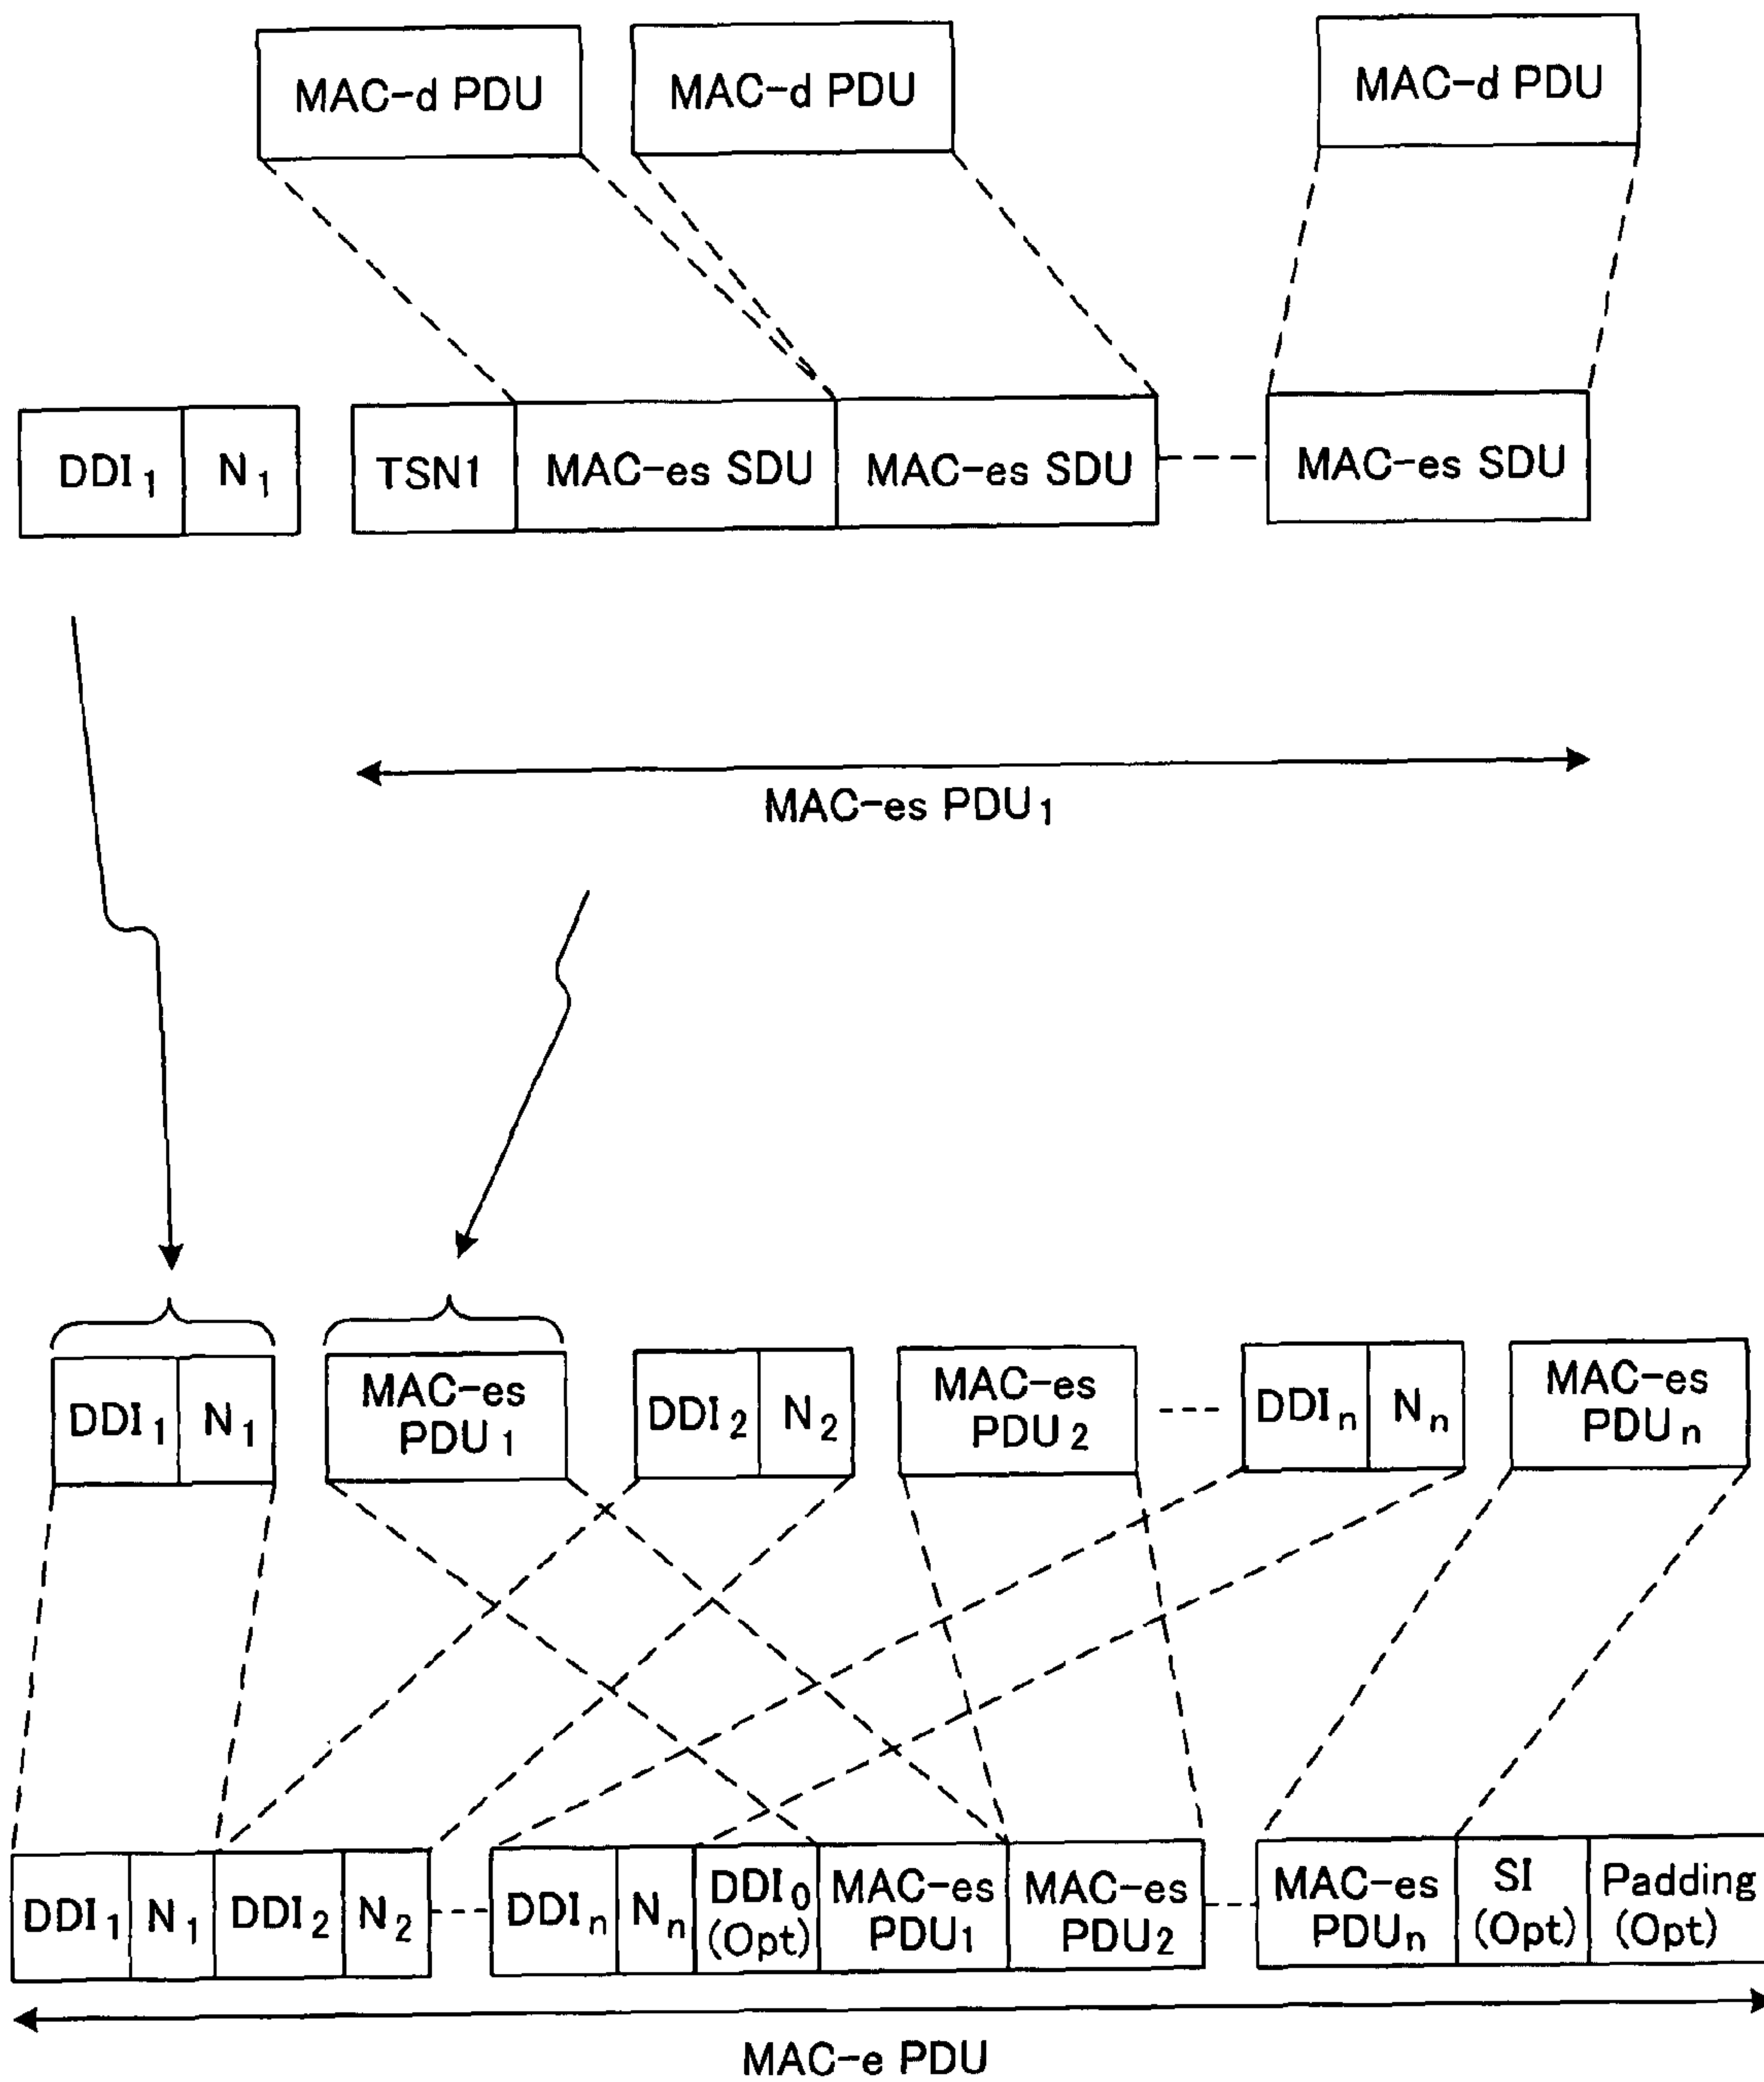 MAC-d PDU MAC-d PDU MAC-d PDU
DDI₁ N₁ TSN1 MAC-es SDU MAC-es SDU MAC-es SDU
MAC-es PDU₁
DDI₁ N₁ MAC-es PDU₁ DDI₂ N₂ MAC-es PDU₂ DDIₙ Nₙ MAC-es PDUₙ
DDI₁ N₁ DDI₂ N₂ DDIₙ Nₙ DDI₀ (Opt) MAC-es PDU₁ MAC-es PDU₂ MAC-es PDUₙ SI (Opt) Padding (Opt)
MAC-e PDU